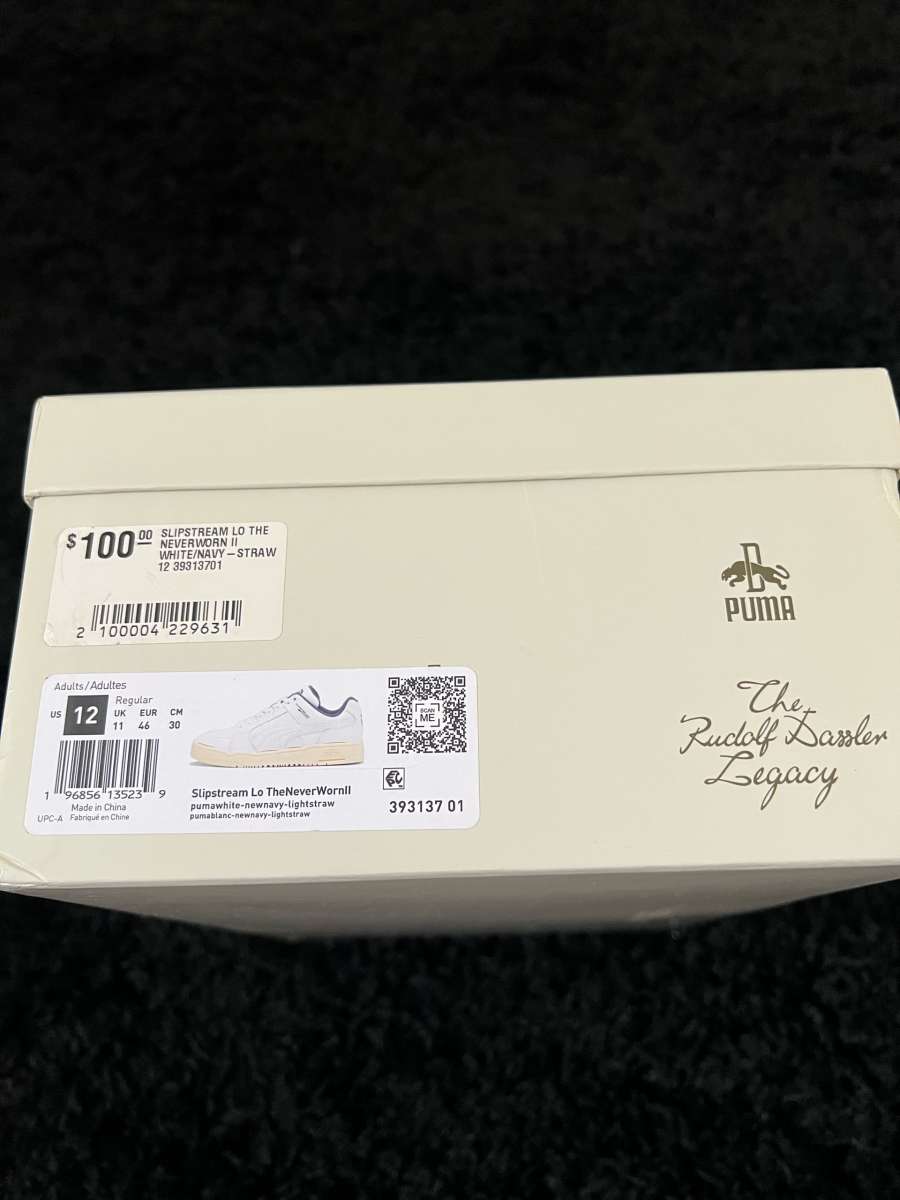 $100.00 SLIPSTREAM LO THE
NEVERWORN II
WHITE/NAVY-STRAW
12 39313701
2 100004 229631
Adults/Adultes
Regular
US 12 UK EUR CM
11 46 30
SCAN
ME
1 96856 13523 9
Made in China
UPC-A Fabriqué en Chine
Slipstream Lo TheNeverWornII
pumawhite-newnavy-lightstraw
pumablanc-newnavy-lightstraw
393137 01
D
PUMA
The
Rudolf Dassler
Legacy